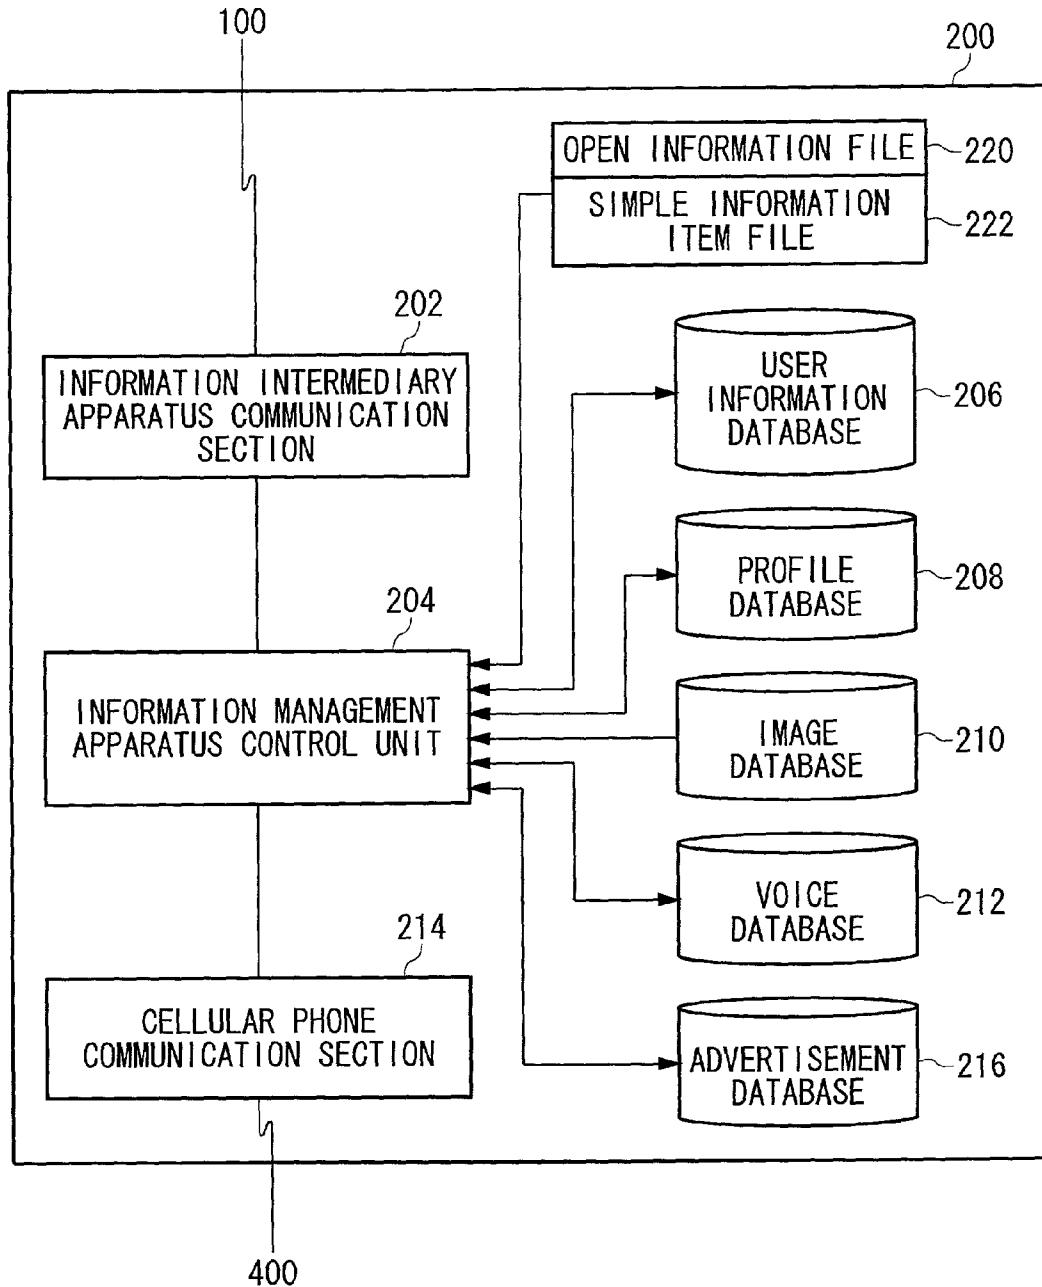 100
200
OPEN INFORMATION FILE
220
SIMPLE INFORMATION
ITEM FILE
222
202
INFORMATION INTERMEDIARY
APPARATUS COMMUNICATION
SECTION
USER
INFORMATION
DATABASE
206
PROFILE
DATABASE
208
204
INFORMATION MANAGEMENT
APPARATUS CONTROL UNIT
IMAGE
DATABASE
210
VOICE
DATABASE
212
214
CELLULAR PHONE
COMMUNICATION SECTION
ADVERTISEMENT
DATABASE
216
400